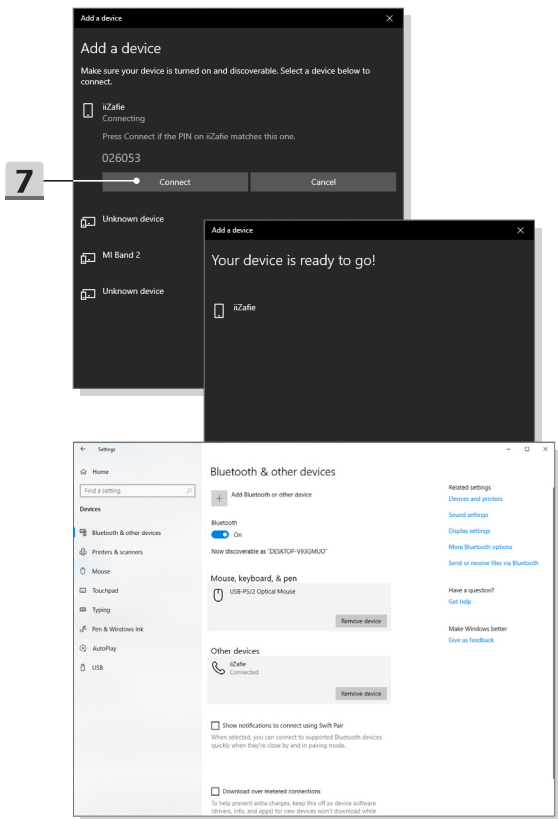 Add a device
Add a device
Make sure your device is turned on and discoverable. Select a device below to
connect.
iiZafie
Connecting
Press Connect if the PIN on iiZafie matches this one.
026053
7
Connect
Cancel
Unknown device
MI Band 2
Unknown device
Add a device
Your device is ready to go!
iiZafie
Settings
Home
Find a setting
Devices
Bluetooth & other devices
Printers & scanners
Mouse
Touchpad
Typing
Pen & Windows Ink
AutoPlay
USB
Bluetooth & other devices
Add Bluetooth or other device
Bluetooth
On
Now discoverable as "DESKTOP-V93GMUO"
Mouse, keyboard, & pen
USB-PS/2 Optical Mouse
Remove device
Other devices
iiZafie
Connected
Remove device
Show notifications to connect using Swift Pair
When selected, you can connect to supported Bluetooth devices
quickly when they're close by and in pairing mode.
Download over metered connections
To help prevent extra charges, keep this off so device software
(drivers, info, and apps) for new devices won't download while
Related settings
Devices and printers
Sound settings
Display settings
More Bluetooth options
Send or receive files via Bluetooth
Have a question?
Get help
Make Windows better
Give us feedback